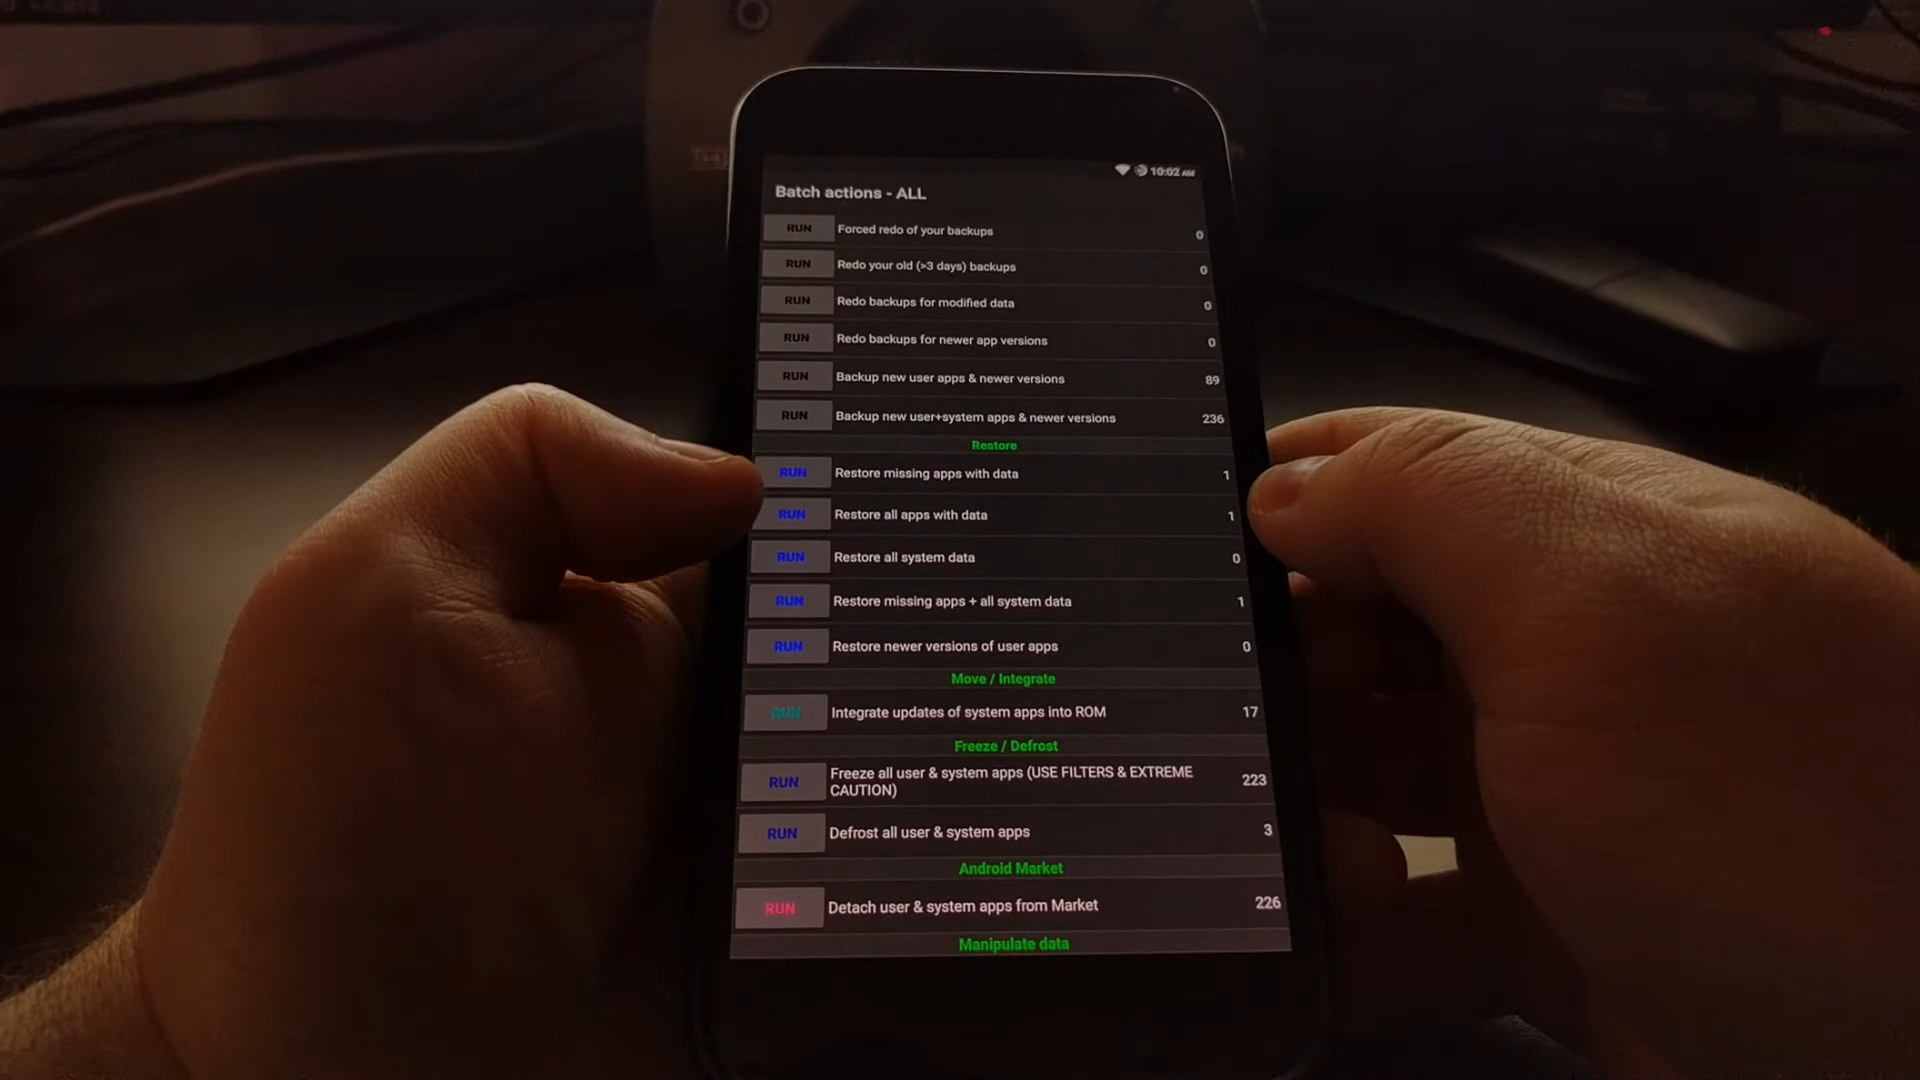 10:02 AM
Batch actions - ALL
RUN Forced redo of your backups 0
RUN Redo your old (>3 days) backups 0
RUN Redo backups for modified data 0
RUN Redo backups for newer app versions 0
RUN Backup new user apps & newer versions 89
RUN Backup new user+system apps & newer versions 236
Restore
RUN Restore missing apps with data 1
RUN Restore all apps with data 1
RUN Restore all system data 0
RUN Restore missing apps + all system data 1
RUN Restore newer versions of user apps 0
Move / Integrate
RUN Integrate updates of system apps into ROM 17
Freeze / Defrost
RUN Freeze all user & system apps (USE FILTERS & EXTREME
CAUTION) 223
RUN Defrost all user & system apps 3
Android Market
RUN Detach user & system apps from Market 226
Manipulate data